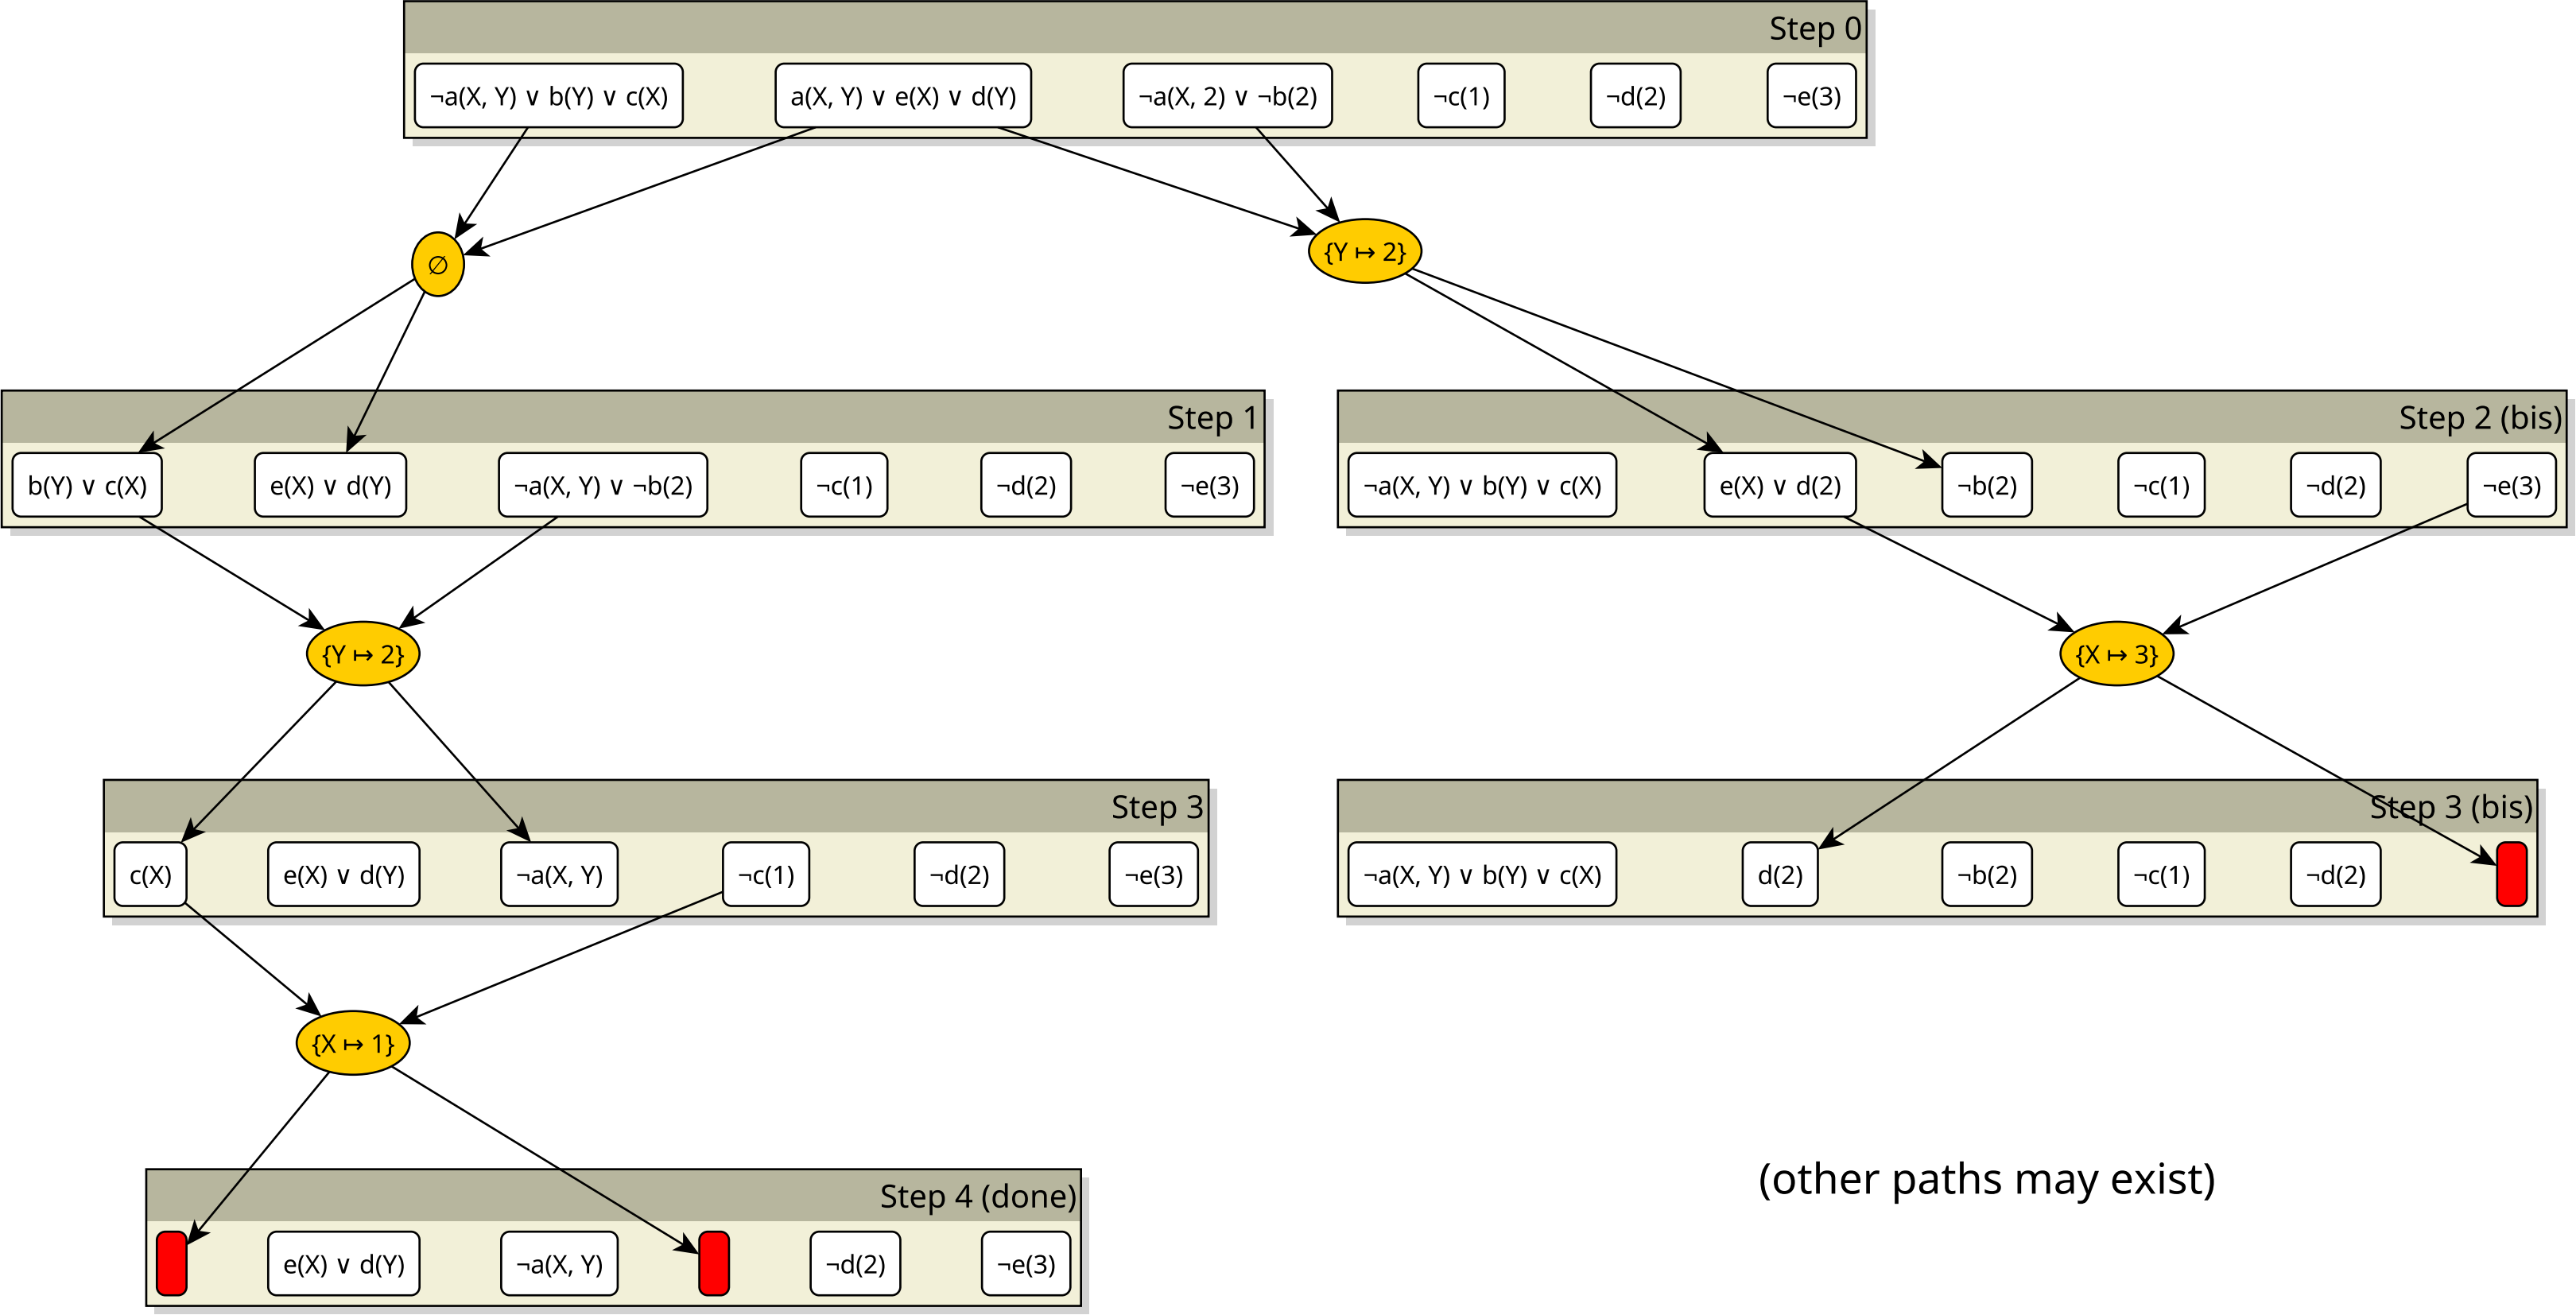 Step 0
¬a(X, Y) ∨ b(Y) ∨ c(X)
a(X, Y) ∨ e(X) ∨ d(Y)
¬a(X, 2) ∨ ¬b(2)
¬c(1)
¬d(2)
¬e(3)
∅
{Y ↦ 2}
Step 1
b(Y) ∨ c(X)
e(X) ∨ d(Y)
¬a(X, Y) ∨ ¬b(2)
¬c(1)
¬d(2)
¬e(3)
Step 2 (bis)
¬a(X, Y) ∨ b(Y) ∨ c(X)
e(X) ∨ d(2)
¬b(2)
¬c(1)
¬d(2)
¬e(3)
{Y ↦ 2}
{X ↦ 3}
Step 3
c(X)
e(X) ∨ d(Y)
¬a(X, Y)
¬c(1)
¬d(2)
¬e(3)
Step 3 (bis)
¬a(X, Y) ∨ b(Y) ∨ c(X)
d(2)
¬b(2)
¬c(1)
¬d(2)
{X ↦ 1}
Step 4 (done)
e(X) ∨ d(Y)
¬a(X, Y)
¬d(2)
¬e(3)
(other paths may exist)